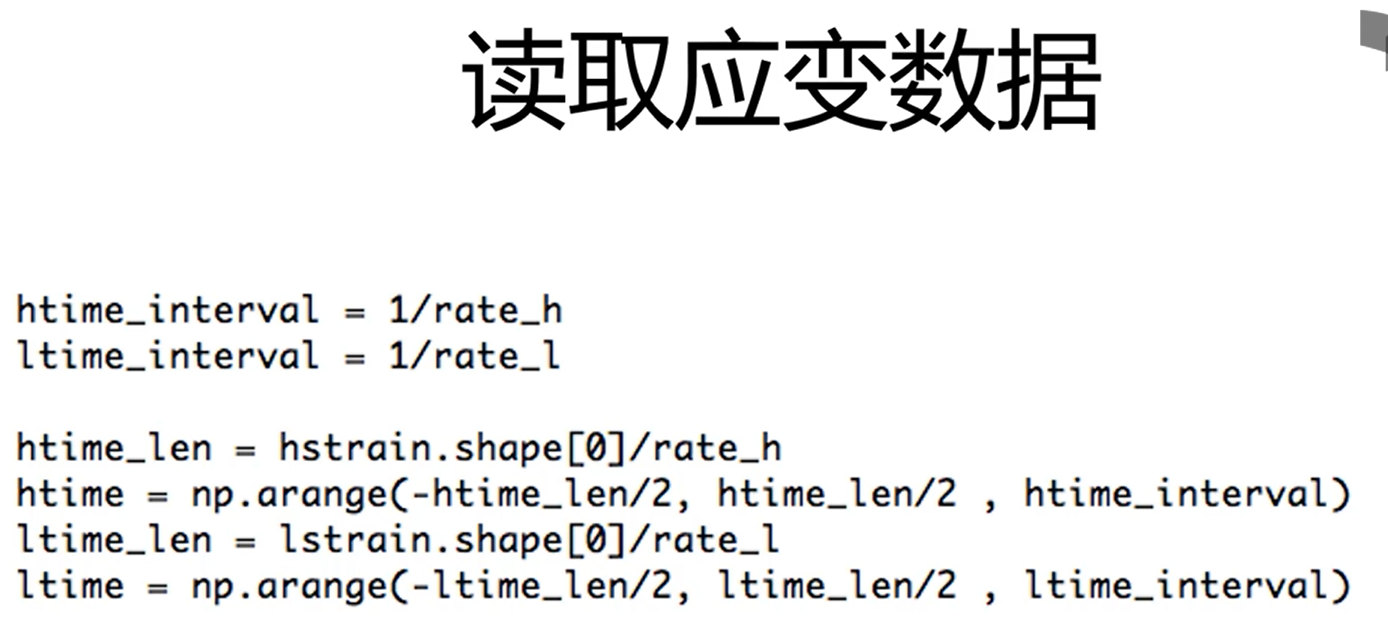 读取应变数据
htime_interval = 1/rate_h
ltime_interval = 1/rate_l
htime_len = hstrain.shape[0]/rate_h
htime = np.arange(-htime_len/2, htime_len/2 , htime_interval)
ltime_len = lstrain.shape[0]/rate_l
ltime = np.arange(-ltime_len/2, ltime_len/2 , ltime_interval)